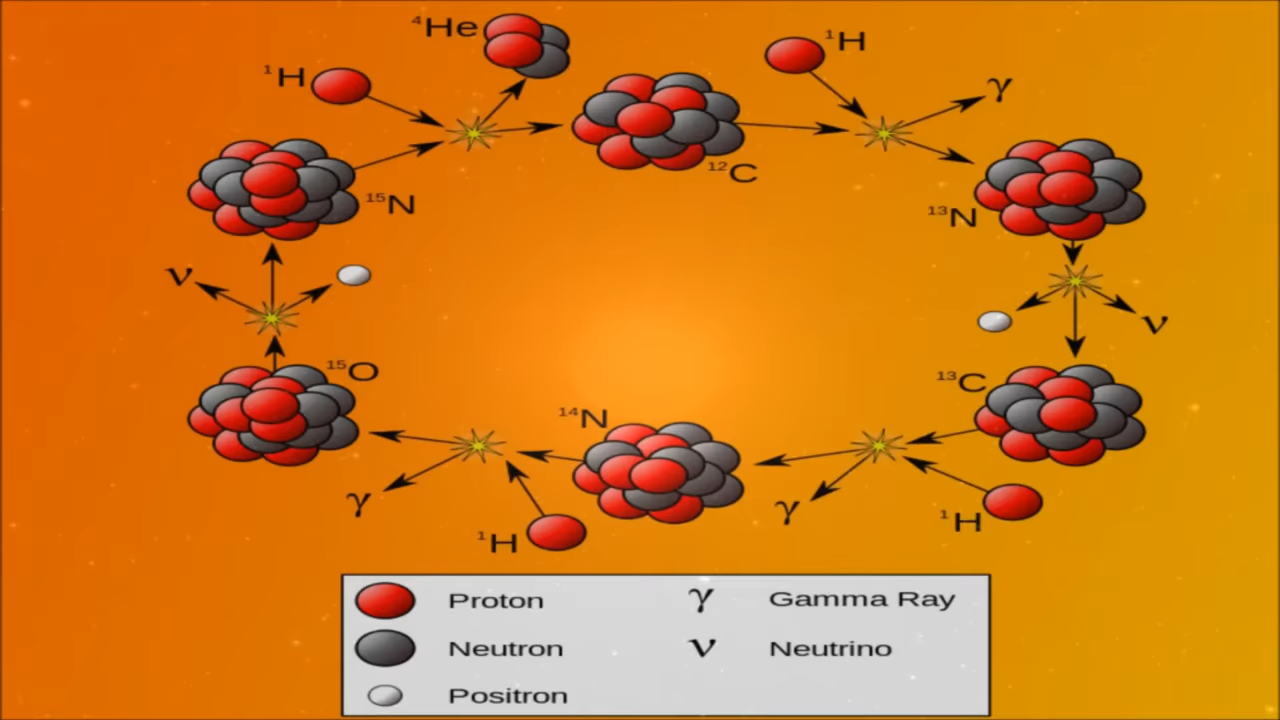 ⁴He
¹H
¹H
γ
¹²C
¹⁵N
¹³N
ν
ν
¹⁵O
¹³C
¹⁴N
γ
γ
¹H
¹H
Proton γ Gamma Ray
Neutron ν Neutrino
Positron